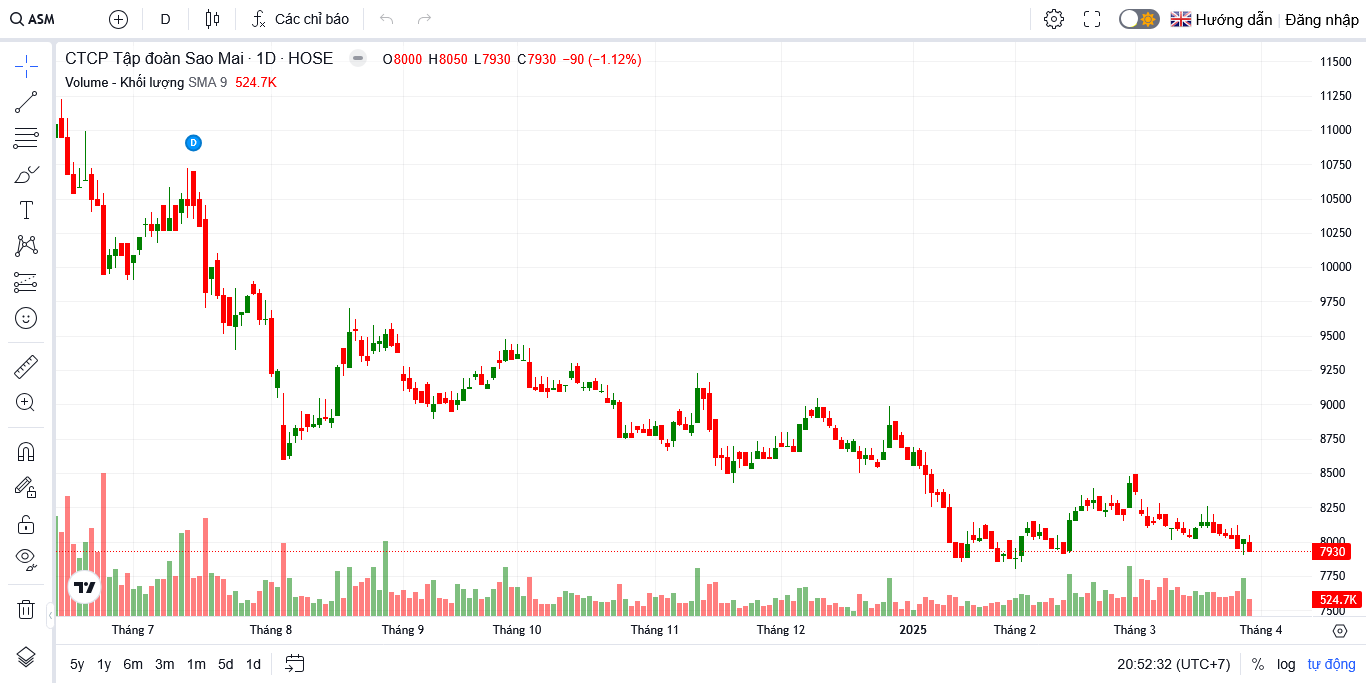 ASM D Các chỉ báo Hướng dẫn Đăng nhập
CTCP Tập đoàn Sao Mai · 1D · HOSE O8000 H8050 L7930 C7930 −90 (−1.12%)
Volume - Khối lượng SMA 9 524.7K
D
11500
11250
11000
10750
10500
10250
10000
9750
9500
9250
9000
8750
8500
8250
8000
7930
7750
524.7K
7500
Tháng 7 Tháng 8 Tháng 9 Tháng 10 Tháng 11 Tháng 12 2025 Tháng 2 Tháng 3 Tháng 4
5y 1y 6m 3m 1m 5d 1d 20:52:32 (UTC+7) % log tự động